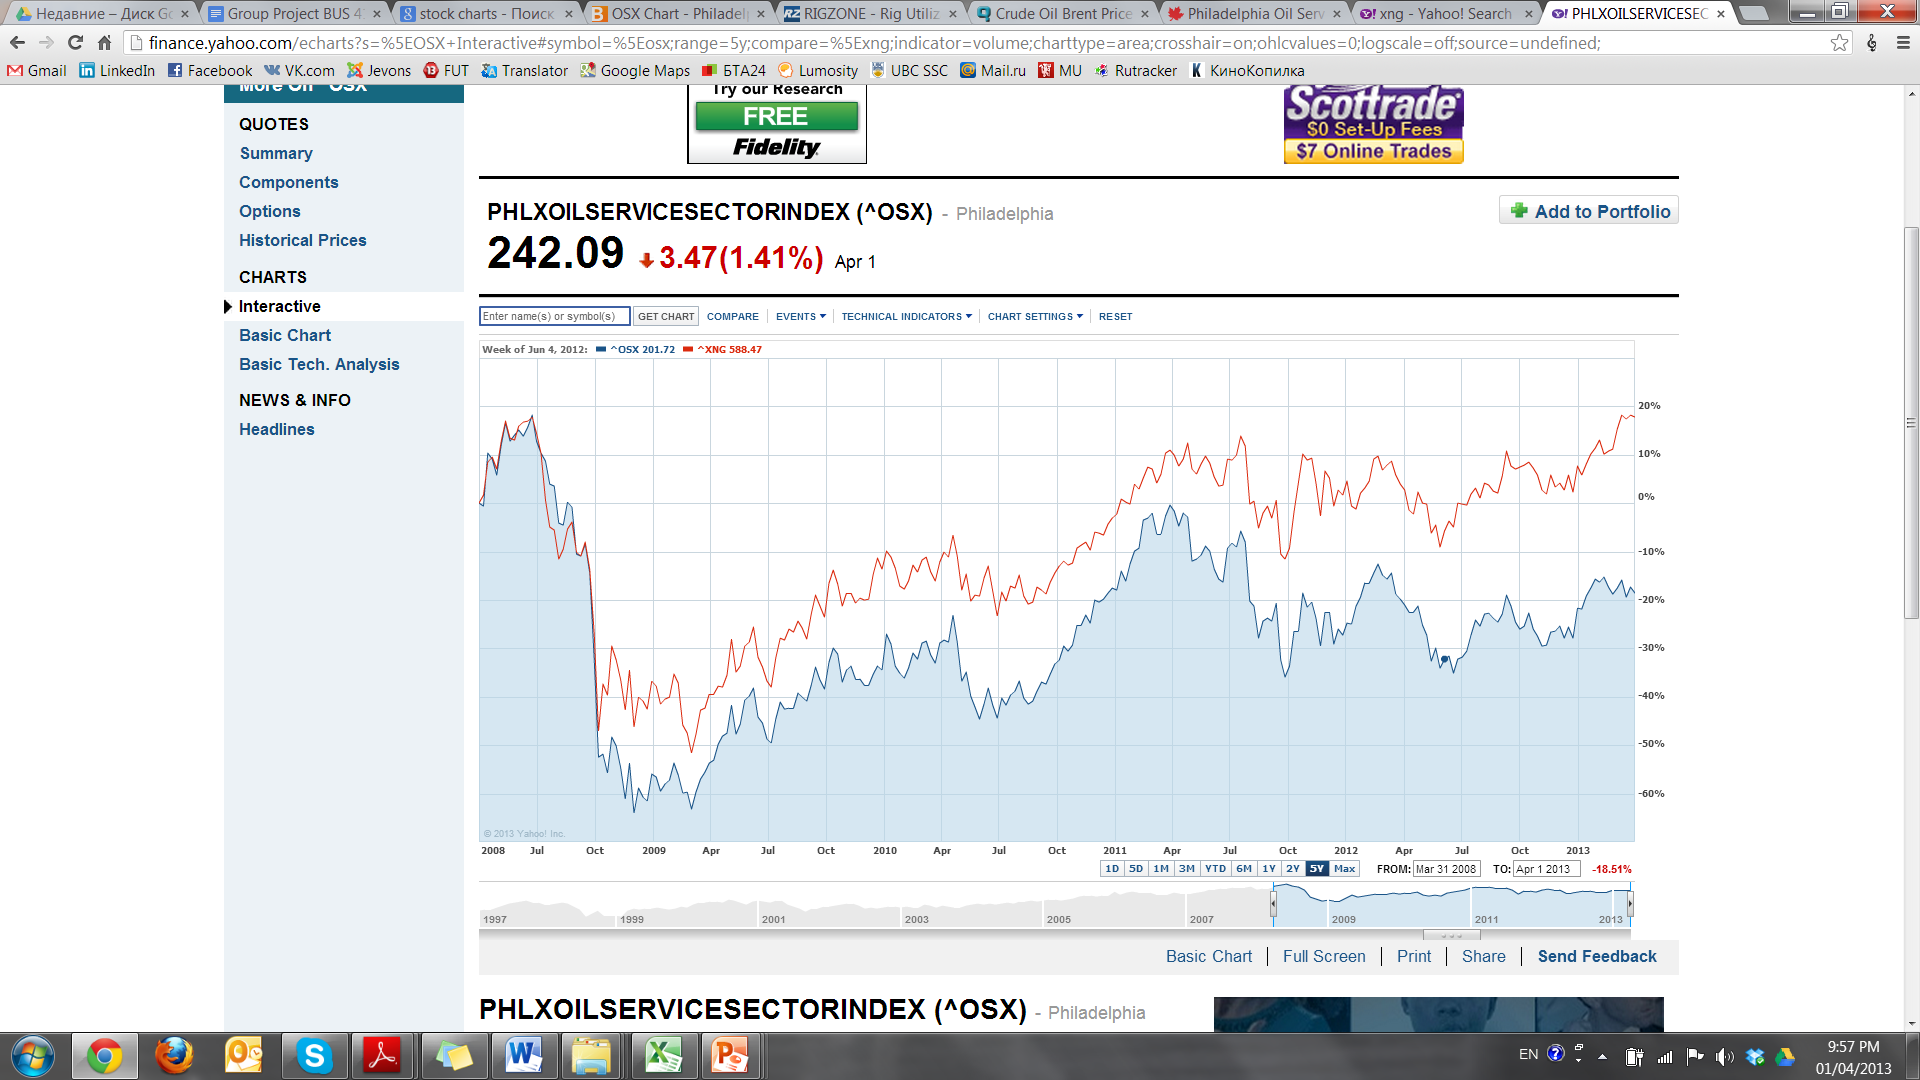 Недавние – Диск Go
Group Project BUS 4
stock charts - Поиск
OSX Chart - Philadelp
RIGZONE - Rig Utiliz
Crude Oil Brent Price
Philadelphia Oil Serv
xng - Yahoo! Search
PHLXOILSERVICESEC
finance.yahoo.com/echarts?s=%5EOSX+Interactive#symbol=%5Eosx;range=5y;compare=%5Exng;indicator=volume;charttype=area;crosshair=on;ohlcvalues=0;logscale=off;source=undefined;
Gmail LinkedIn Facebook VK.com Jevons FUT Translator Google Maps БТА24 Lumosity UBC SSC Mail.ru MU Rutracker КиноКопилка
More On ^OSX
QUOTES
Summary
Components
Options
Historical Prices
CHARTS
Interactive
Basic Chart
Basic Tech. Analysis
NEWS & INFO
Headlines
Try our Research
FREE
Fidelity
Scottrade
$0 Set-Up Fees
$7 Online Trades
PHLXOILSERVICESECTORINDEX (^OSX) - Philadelphia
Add to Portfolio
242.09 3.47(1.41%) Apr 1
Enter name(s) or symbol(s) GET CHART COMPARE EVENTS TECHNICAL INDICATORS CHART SETTINGS RESET
Week of Jun 4, 2012: ^OSX 201.72 ^XNG 588.47
20%
10%
0%
-10%
-20%
-30%
-40%
-50%
-60%
© 2013 Yahoo! Inc.
2008 Jul Oct 2009 Apr Jul Oct 2010 Apr Jul Oct 2011 Apr Jul Oct 2012 Apr Jul Oct 2013
1D 5D 1M 3M YTD 6M 1Y 2Y 5Y Max FROM: Mar 31 2008 TO: Apr 1 2013 -18.51%
1997 1999 2001 2003 2005 2007 2009 2011 2013
Basic Chart Full Screen Print Share Send Feedback
PHLXOILSERVICESECTORINDEX (^OSX) - Philadelphia
EN
9:57 PM
01/04/2013